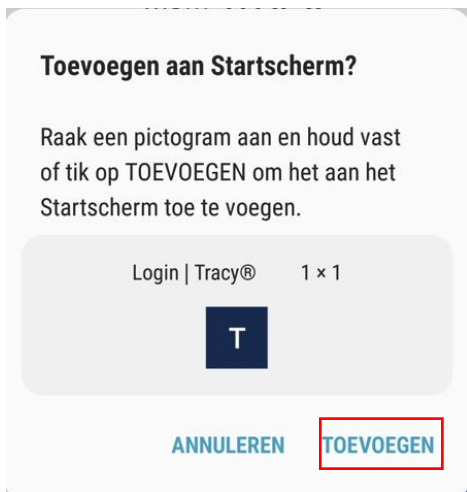 Toevoegen aan Startscherm?
Raak een pictogram aan en houd vast
of tik op TOEVOEGEN om het aan het
Startscherm toe te voegen.
Login | Tracy® 1 × 1
T
ANNULEREN TOEVOEGEN